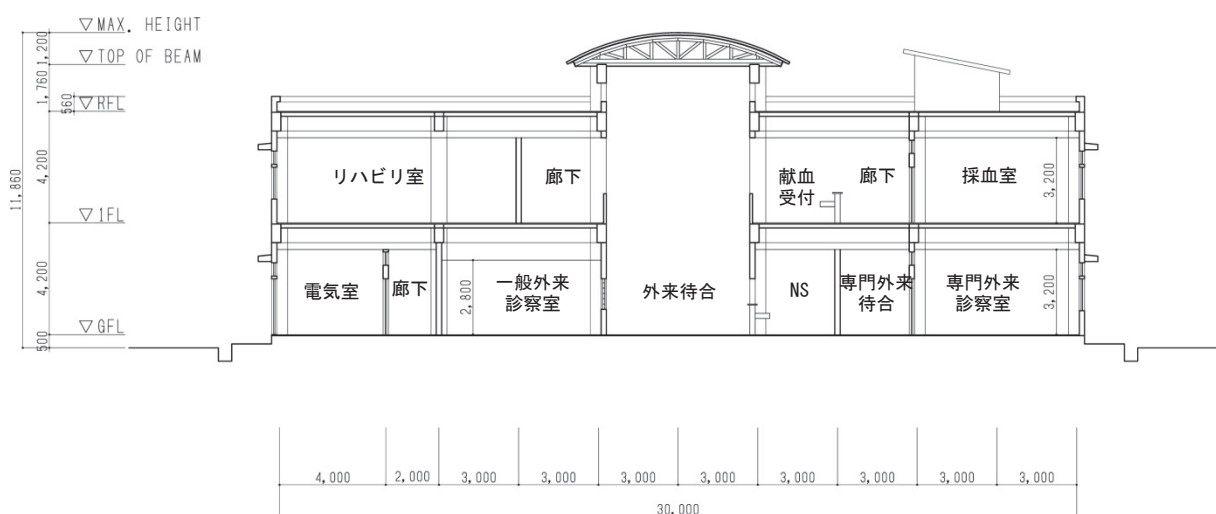 ▽MAX. HEIGHT
▽TOP OF BEAM
▽RFL
▽1FL
▽GFL
1,200
1,760
560
4,200
4,200
500
11,860
リハビリ室
廊下
献血
受付
廊下
採血室
3,200
電気室
廊下
一般外来
診察室
2,800
外来待合
NS
専門外来
待合
専門外来
診察室
3,200
4,000
2,000
3,000
3,000
3,000
3,000
3,000
3,000
3,000
3,000
30,000